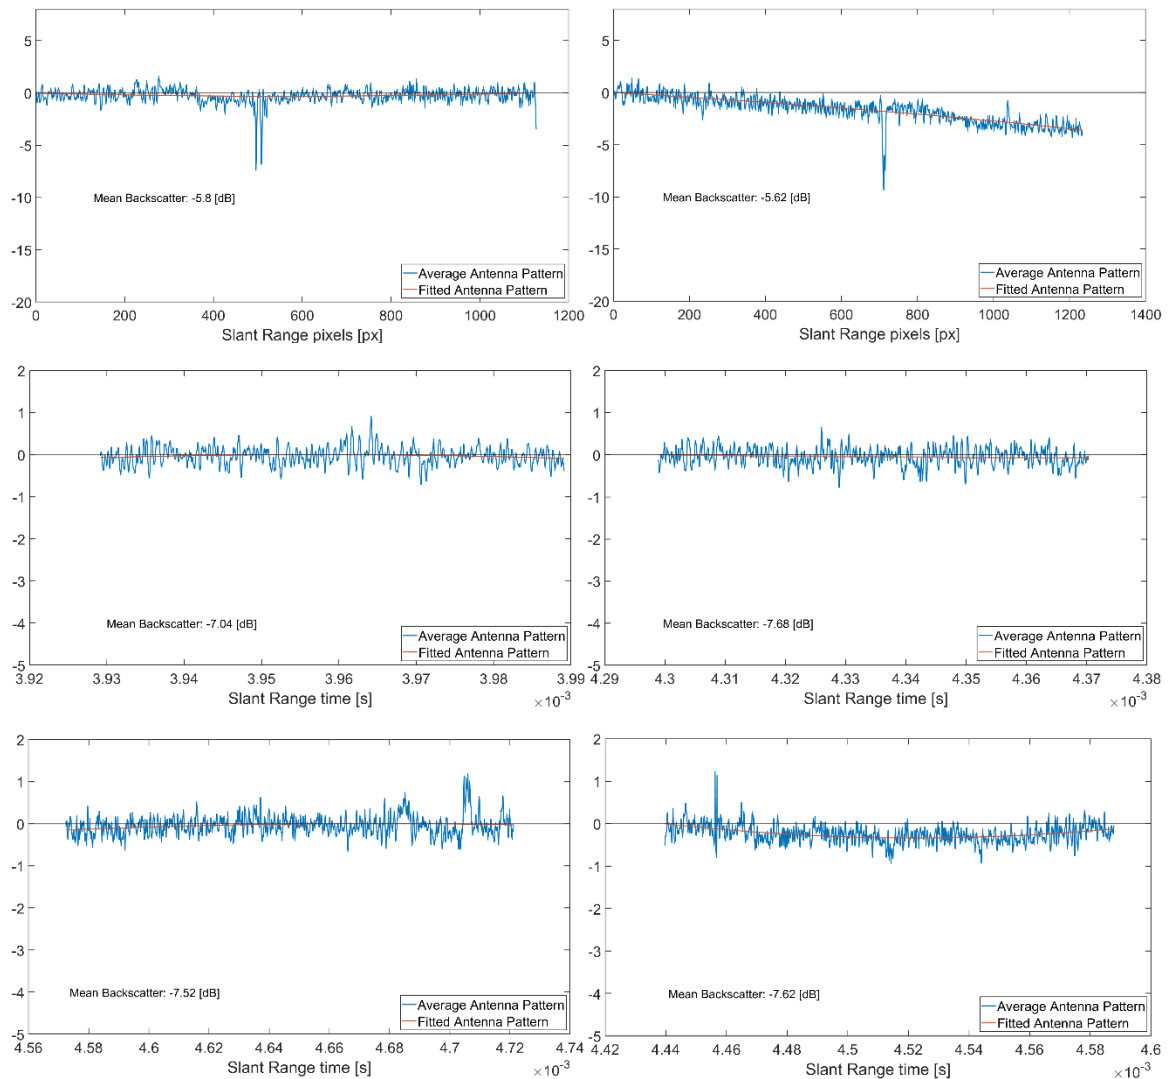 5
0
-5
-10
-15
-20
Mean Backscatter: -5.8 [dB]
Average Antenna Pattern
Fitted Antenna Pattern
0 200 400 600 800 1000 1200
Slant Range pixels [px]
5
0
-5
-10
-15
-20
Mean Backscatter: -5.62 [dB]
Average Antenna Pattern
Fitted Antenna Pattern
0 200 400 600 800 1000 1200 1400
Slant Range pixels [px]
2
1
0
-1
-2
-3
-4
-5
Mean Backscatter: -7.04 [dB]
Average Antenna Pattern
Fitted Antenna Pattern
3.92 3.93 3.94 3.95 3.96 3.97 3.98 3.99
Slant Range time [s]
×10⁻³
2
1
0
-1
-2
-3
-4
-5
Mean Backscatter: -7.68 [dB]
Average Antenna Pattern
Fitted Antenna Pattern
4.29 4.3 4.31 4.32 4.33 4.34 4.35 4.36 4.37 4.38
Slant Range time [s]
×10⁻³
2
1
0
-1
-2
-3
-4
-5
Mean Backscatter: -7.52 [dB]
Average Antenna Pattern
Fitted Antenna Pattern
4.56 4.58 4.6 4.62 4.64 4.66 4.68 4.7 4.72 4.74
Slant Range time [s]
×10⁻³
2
1
0
-1
-2
-3
-4
-5
Mean Backscatter: -7.62 [dB]
Average Antenna Pattern
Fitted Antenna Pattern
4.42 4.44 4.46 4.48 4.5 4.52 4.54 4.56 4.58 4.6
Slant Range time [s]
×10⁻³